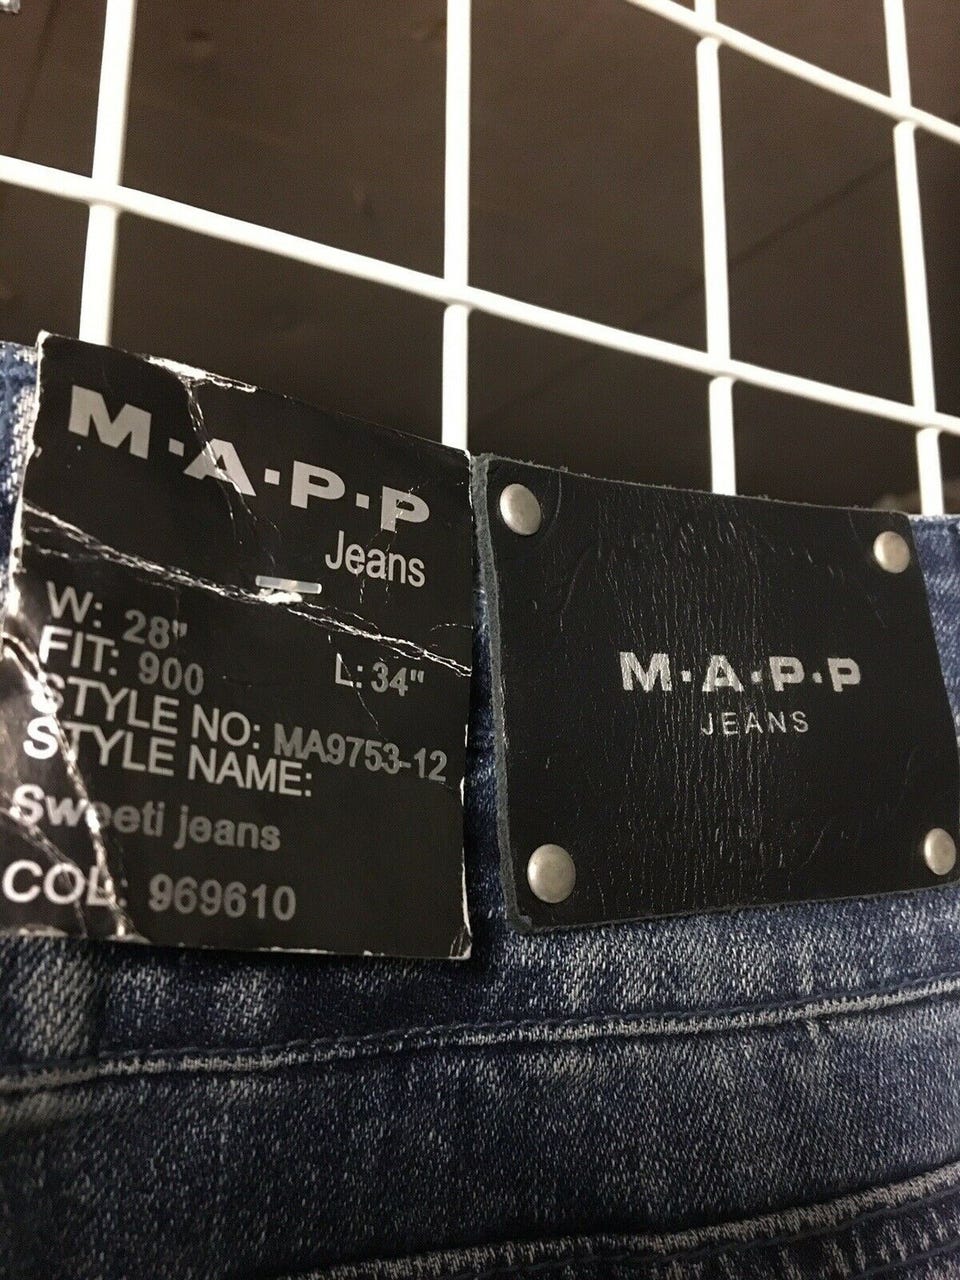 M·A·P·P
Jeans
W: 28"
L: 34"
FIT: 900
STYLE NO: MA9753-12
STYLE NAME:
Sweeti jeans
COL: 969610
M·A·P·P
JEANS